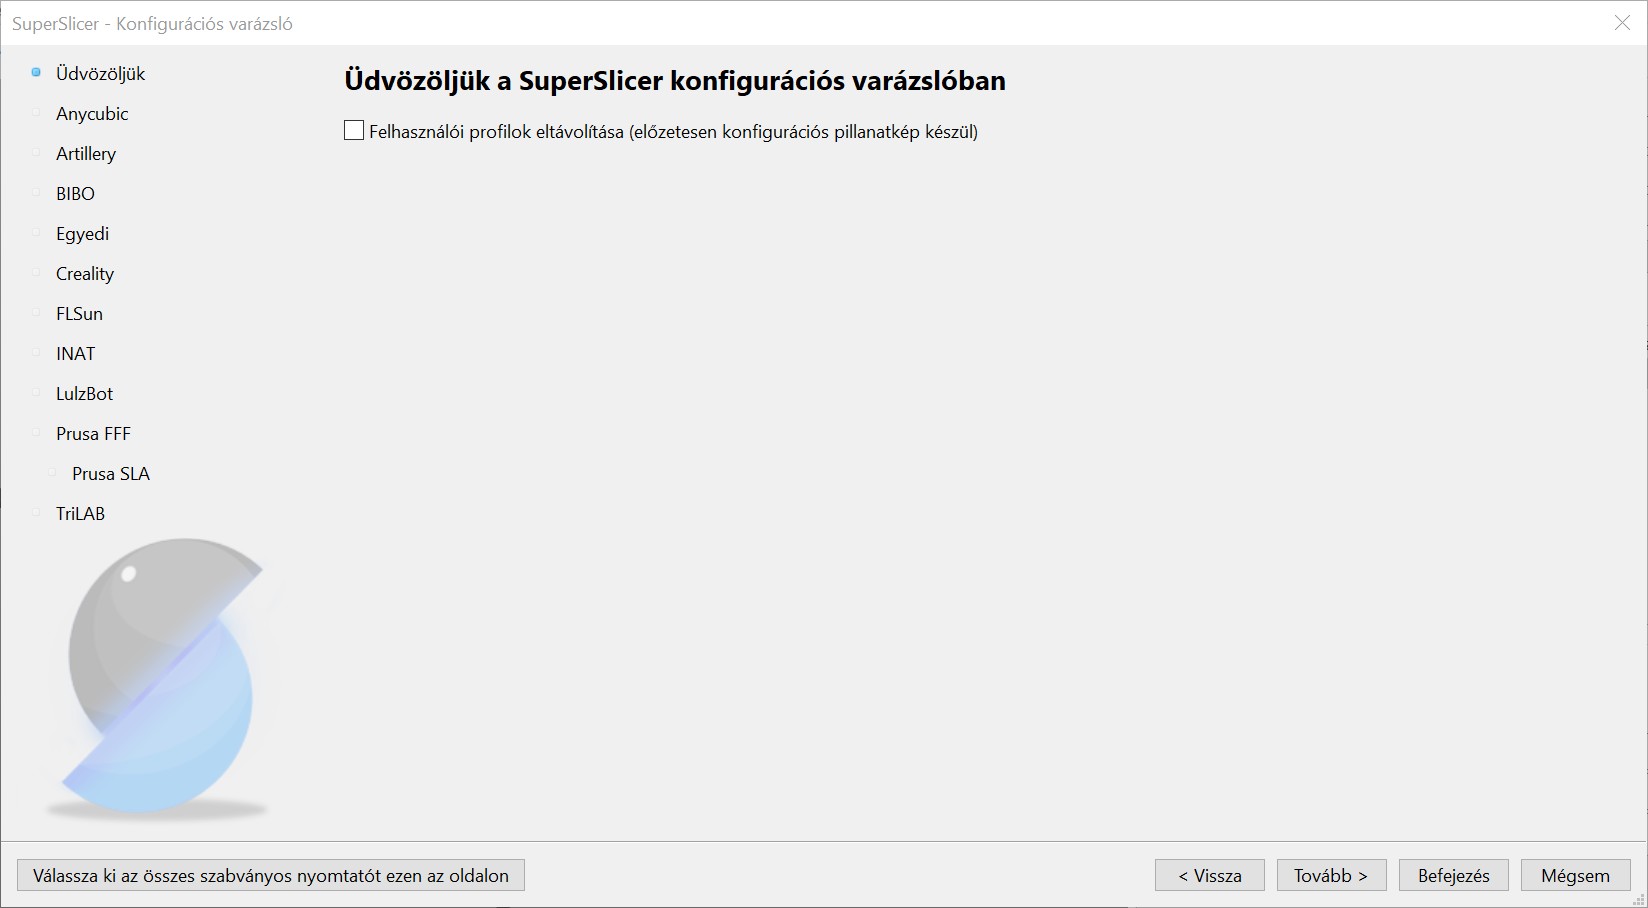 SuperSlicer - Konfigurációs varázsló
Üdvözöljük
Anycubic
Artillery
BIBO
Egyedi
Creality
FLSun
INAT
LulzBot
Prusa FFF
Prusa SLA
TriLAB
Üdvözöljük a SuperSlicer konfigurációs varázslóban
Felhasználói profilok eltávolítása (előzetesen konfigurációs pillanatkép készül)
Válassza ki az összes szabványos nyomtatót ezen az oldalon
< Vissza
Tovább >
Befejezés
Mégsem